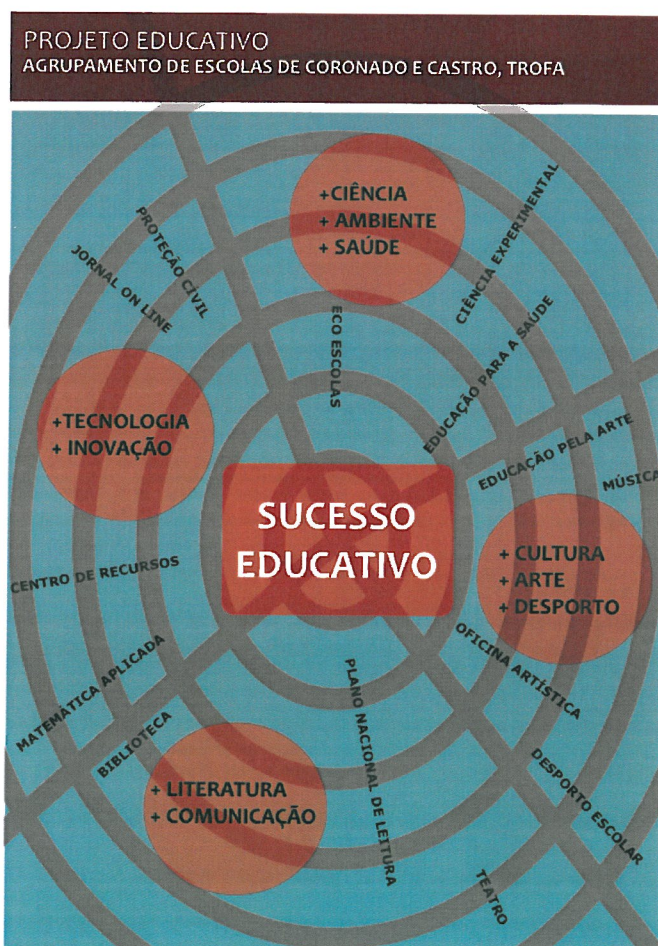 PROJETO EDUCATIVO
AGRUPAMENTO DE ESCOLAS DE CORONADO E CASTRO, TROFA
+CIÊNCIA
+ AMBIENTE
+ SAÚDE
CIÊNCIA EXPERIMENTAL
PROTEÇÃO CIVIL
JORNAL ON LINE
ECO ESCOLAS
EDUCAÇÃO PARA A SAÚDE
+TECNOLOGIA
+ INOVAÇÃO
EDUCAÇÃO PELA ARTE
MÚSICA
SUCESSO
EDUCATIVO
+ CULTURA
+ ARTE
+ DESPORTO
CENTRO DE RECURSOS
OFICINA ARTÍSTICA
MATEMÁTICA APLICADA
BIBLIOTECA
PLANO NACIONAL DE LEITURA
+ LITERATURA
+ COMUNICAÇÃO
DESPORTO ESCOLAR
TEATRO